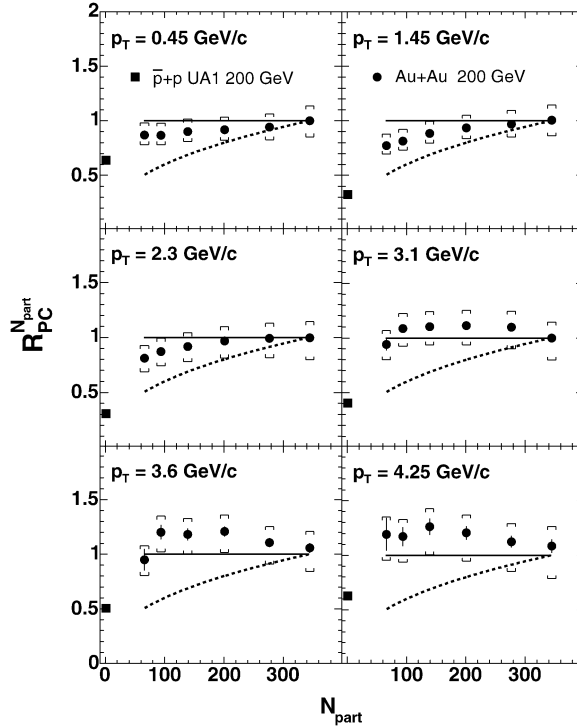 2
p_T = 0.45 GeV/c
p_T = 1.45 GeV/c
p̅+p UA1 200 GeV
Au+Au 200 GeV
1.5
1
0.5
p_T = 2.3 GeV/c
p_T = 3.1 GeV/c
1.5
1
0.5
R_PC^N_part
p_T = 3.6 GeV/c
p_T = 4.25 GeV/c
1.5
1
0.5
0
0 100 200 300 0 100 200 300
N_part